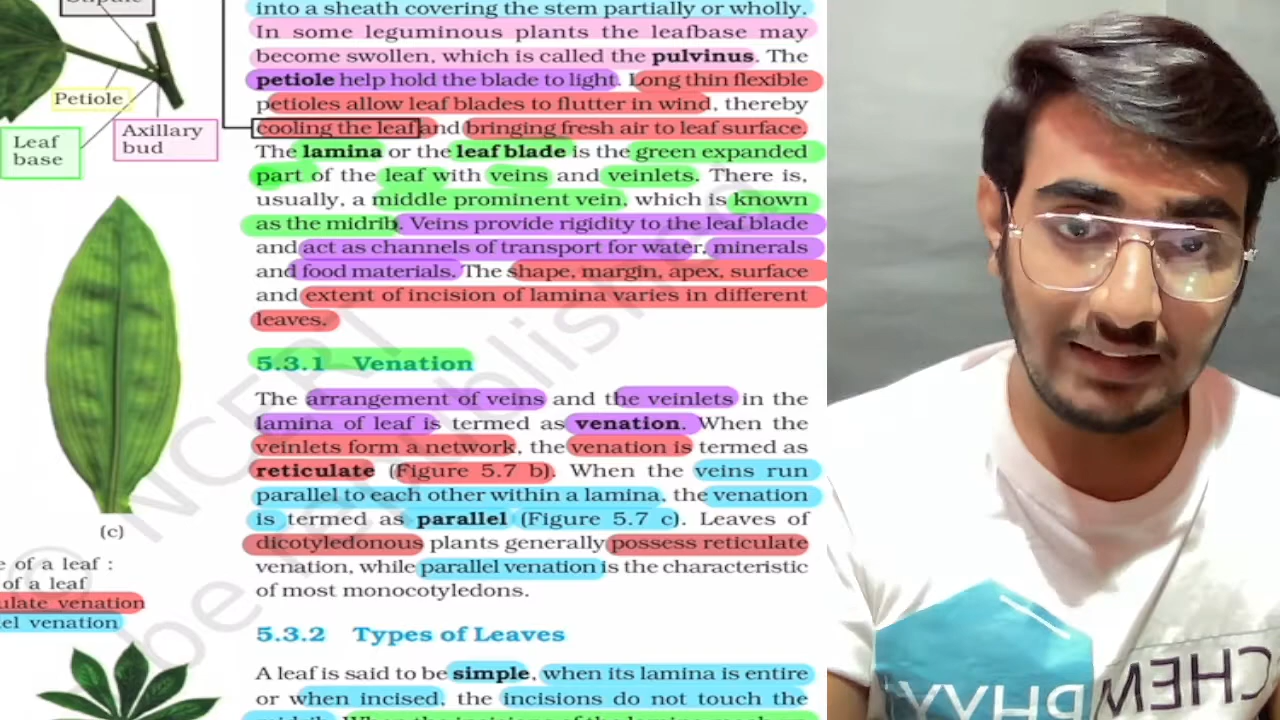 Stipule
Petiole
Leaf
base
Axillary
bud
(c)
e of a leaf :
of a leaf
ulate venation
el venation
into a sheath covering the stem partially or wholly.
In some leguminous plants the leafbase may
become swollen, which is called the pulvinus. The
petiole help hold the blade to light. Long thin flexible
petioles allow leaf blades to flutter in wind, thereby
cooling the leaf and bringing fresh air to leaf surface.
The lamina or the leaf blade is the green expanded
part of the leaf with veins and veinlets. There is,
usually, a middle prominent vein, which is known
as the midrib. Veins provide rigidity to the leaf blade
and act as channels of transport for water, minerals
and food materials. The shape, margin, apex, surface
and extent of incision of lamina varies in different
leaves.
5.3.1 Venation
The arrangement of veins and the veinlets in the
lamina of leaf is termed as venation. When the
veinlets form a network, the venation is termed as
reticulate (Figure 5.7 b). When the veins run
parallel to each other within a lamina, the venation
is termed as parallel (Figure 5.7 c). Leaves of
dicotyledonous plants generally possess reticulate
venation, while parallel venation is the characteristic
of most monocotyledons.
5.3.2 Types of Leaves
A leaf is said to be simple, when its lamina is entire
or when incised, the incisions do not touch the
© NCERT
be republished
CHEM
PHY